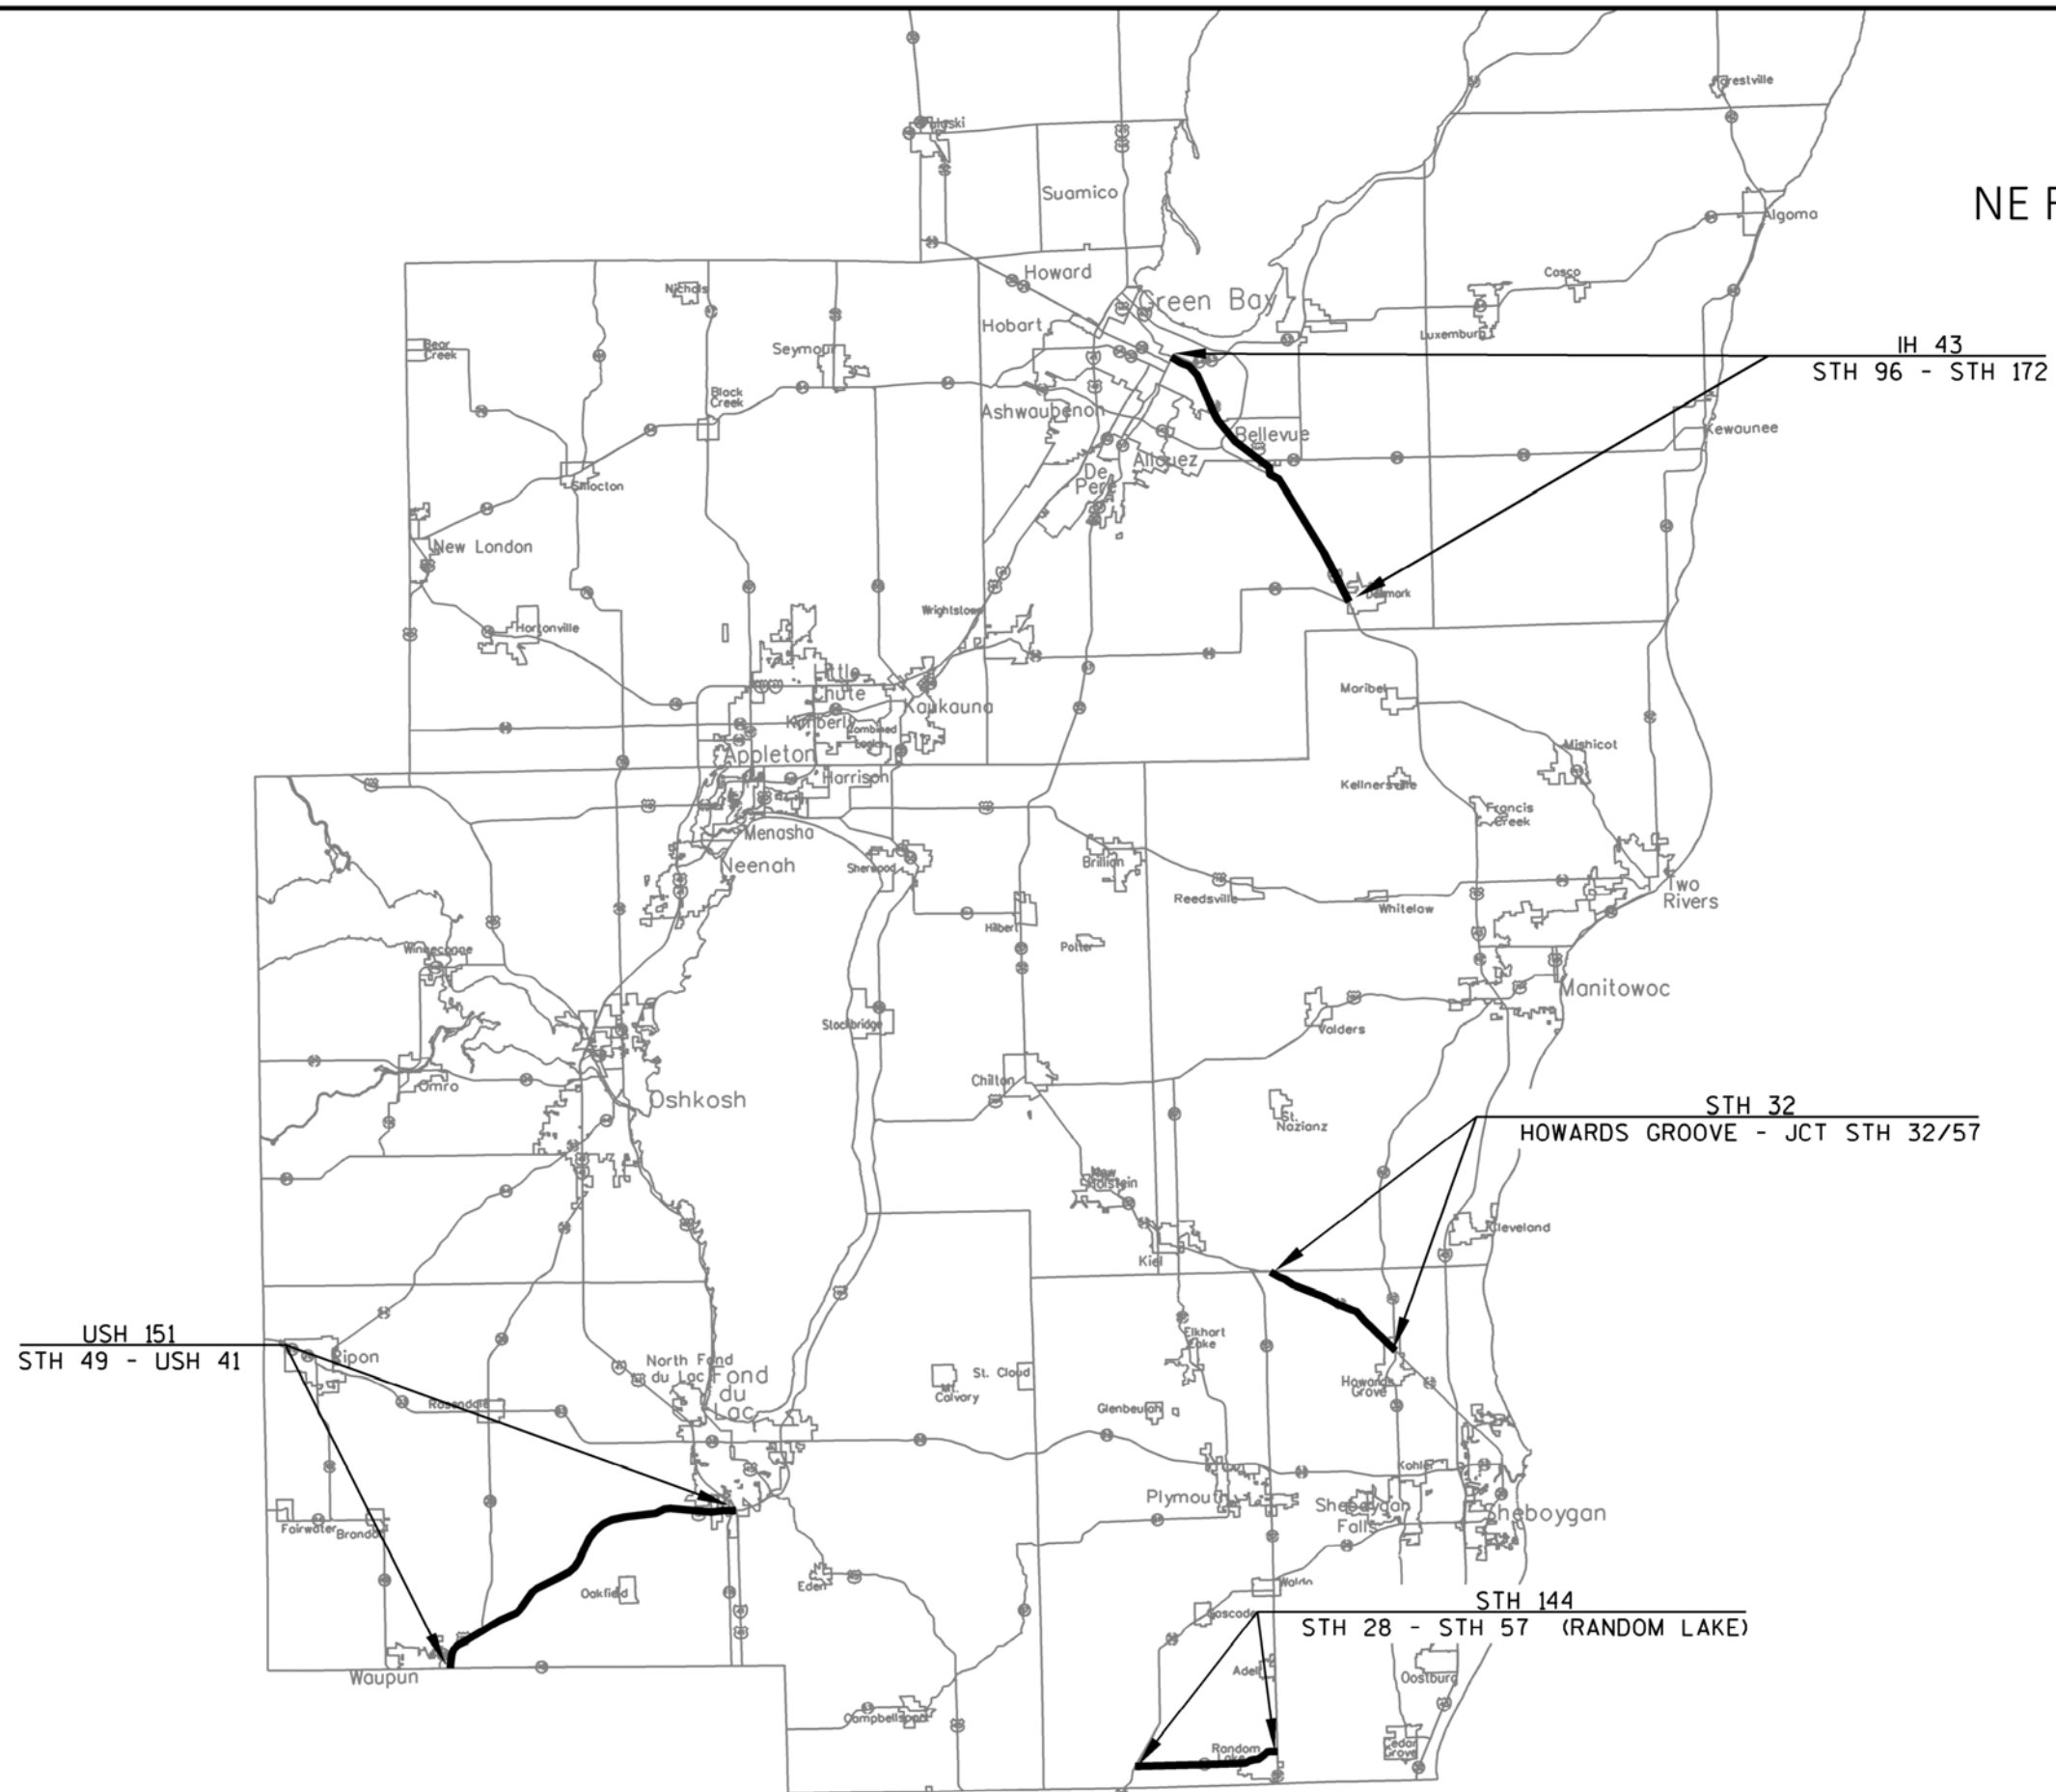 Forestville
Pulaski
Suamico
NE
Algoma
Howard
Casco
Nichols
Green Bay
Hobart
Luxemburg
Bear
Creek
Seymour
IH 43
STH 96 - STH 172
Black
Creek
Ashwaubenon
Kewaunee
Bellevue
Allouez
De
Pere
Shiocton
New London
Denmark
Wrightstown
Hortonville
Little
Chute
Maribel
Kaukauna
Kimberly
Combined
Locks
Appleton
Mishicot
Harrison
Kellnersville
Francis
Creek
Menasha
Neenah
Sherwood
Brillion
Two
Rivers
Reedsville
Whitelaw
Hilbert
Potter
Winneconne
Manitowoc
Stockbridge
Valders
Chilton
Omro
Oshkosh
STH 32
HOWARDS GROOVE - JCT STH 32/57
St.
Nazianz
New
Holstein
Cleveland
Kiel
USH 151
STH 49 - USH 41
Elkhart
Lake
Ripon
North Fond
du Lac
Fond
du
Lac
St. Cloud
Mt.
Calvary
Howards
Grove
Rosendale
Glenbeulah
Kohler
Plymouth
Sheboygan
Falls
Sheboygan
Fairwater
Brandon
Oakfield
Eden
Waldo
STH 144
STH 28 - STH 57 (RANDOM LAKE)
Cascade
Adell
Oostburg
Waupun
Campbellsport
Random
Lake
Cedar
Grove